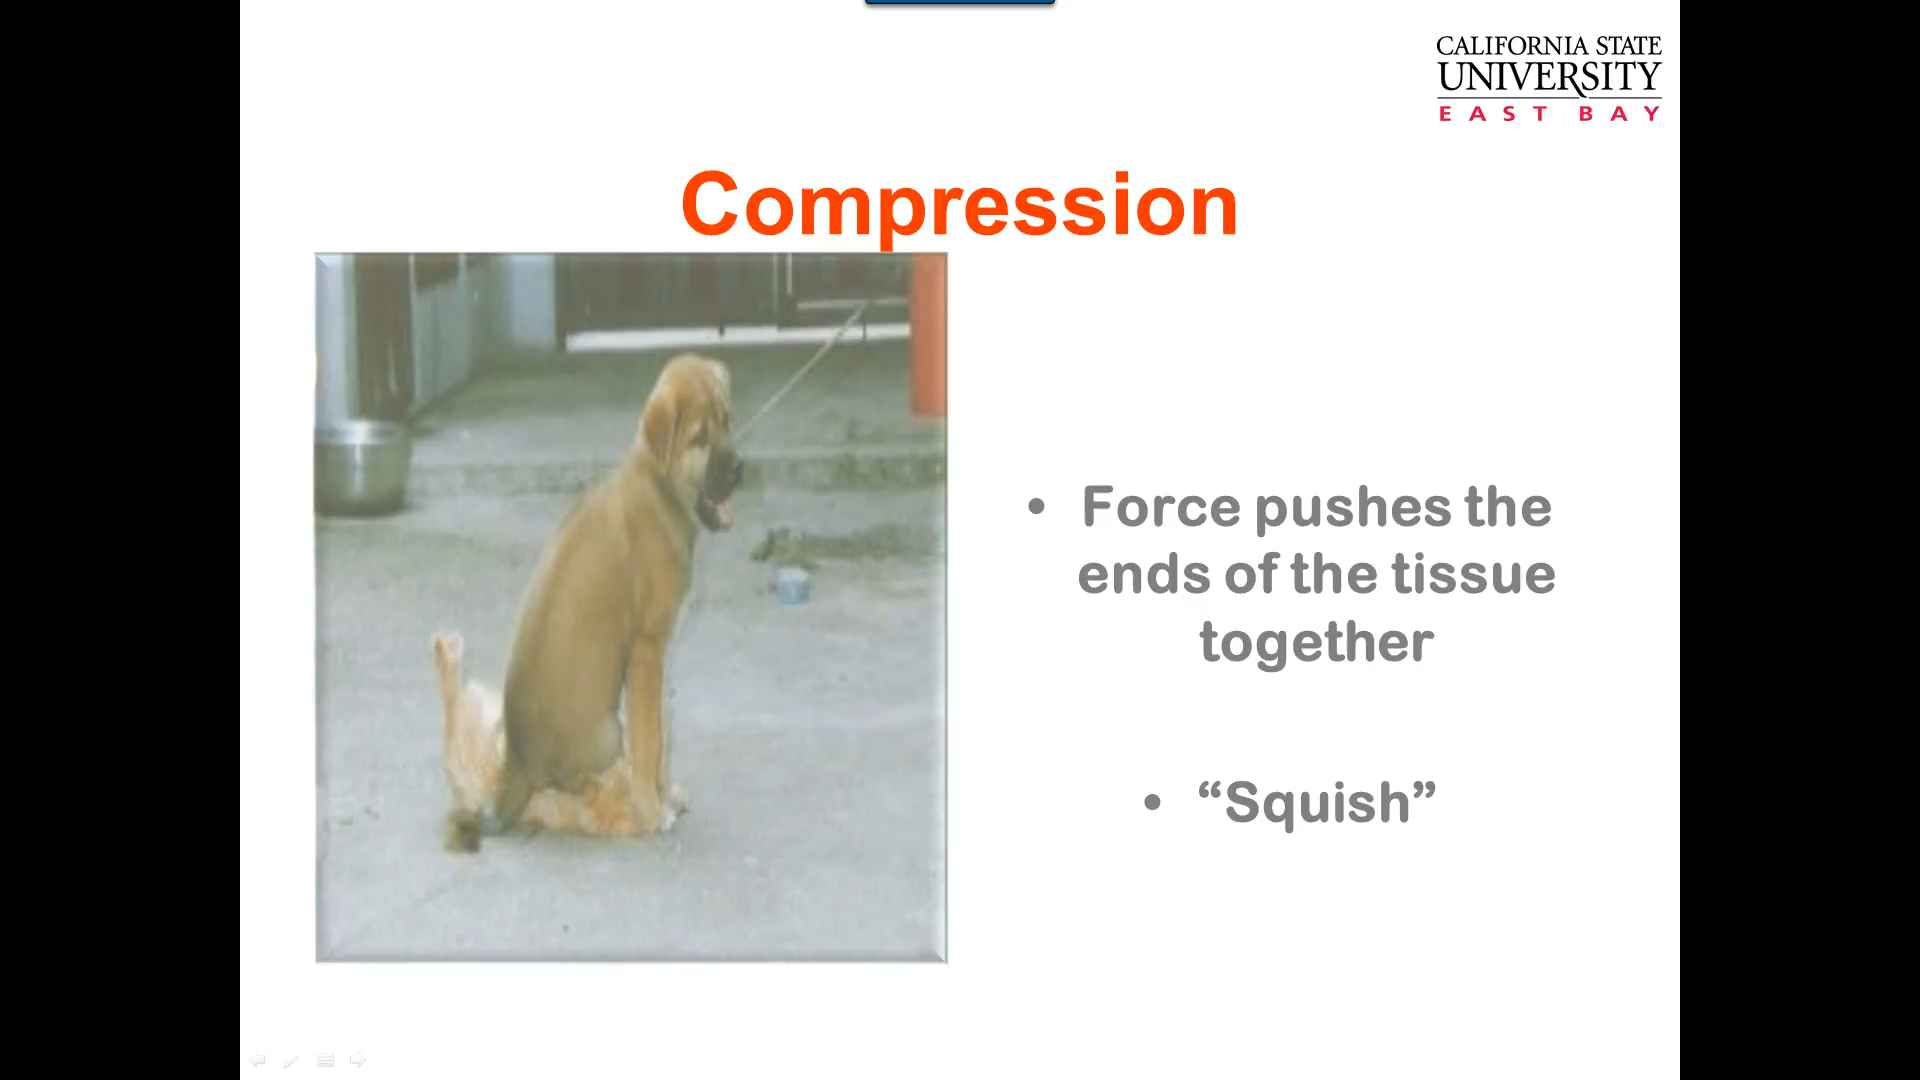 CALIFORNIA STATE
UNIVERSITY
EAST BAY
Compression
• Force pushes the
ends of the tissue
together
• “Squish”